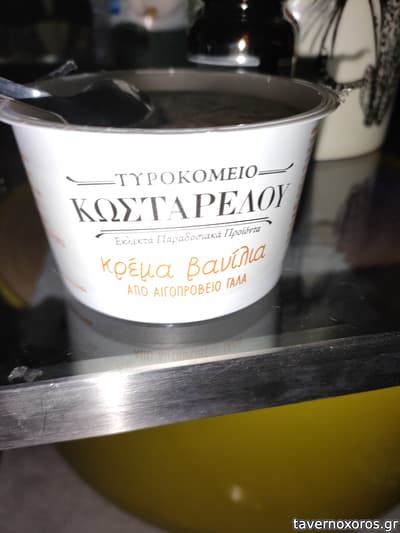 ΤΥΡΟΚΟΜΕΙΟ
ΚΩΣΤΑΡΕΛΟΥ
Εκλεκτά Παραδοσιακά Προϊόντα
κρέμα βανίλια
ΑΠΟ ΑΙΓΟΠΡΟΒΕΙΟ ΓΑΛΑ
tavernoxoros.gr